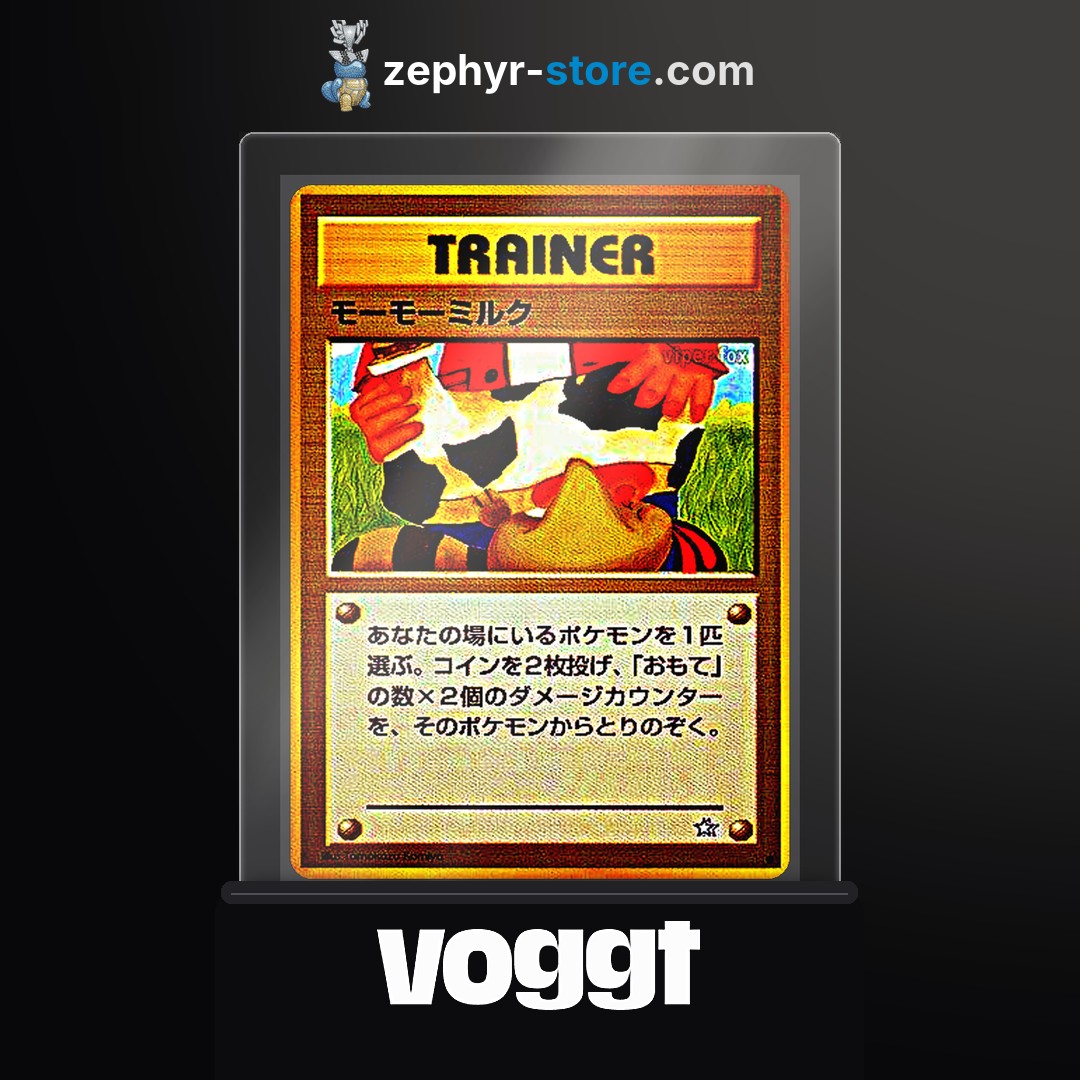 zephyr-store.com
TRAINER
モーモーミルク
viper.fox
あなたの場にいるポケモンを1匹
選ぶ。コインを2枚投げ、「おもて」
の数×2個のダメージカウンター
を、そのポケモンからとりのぞく。
Illus. Tomokazu Komiya
voggt